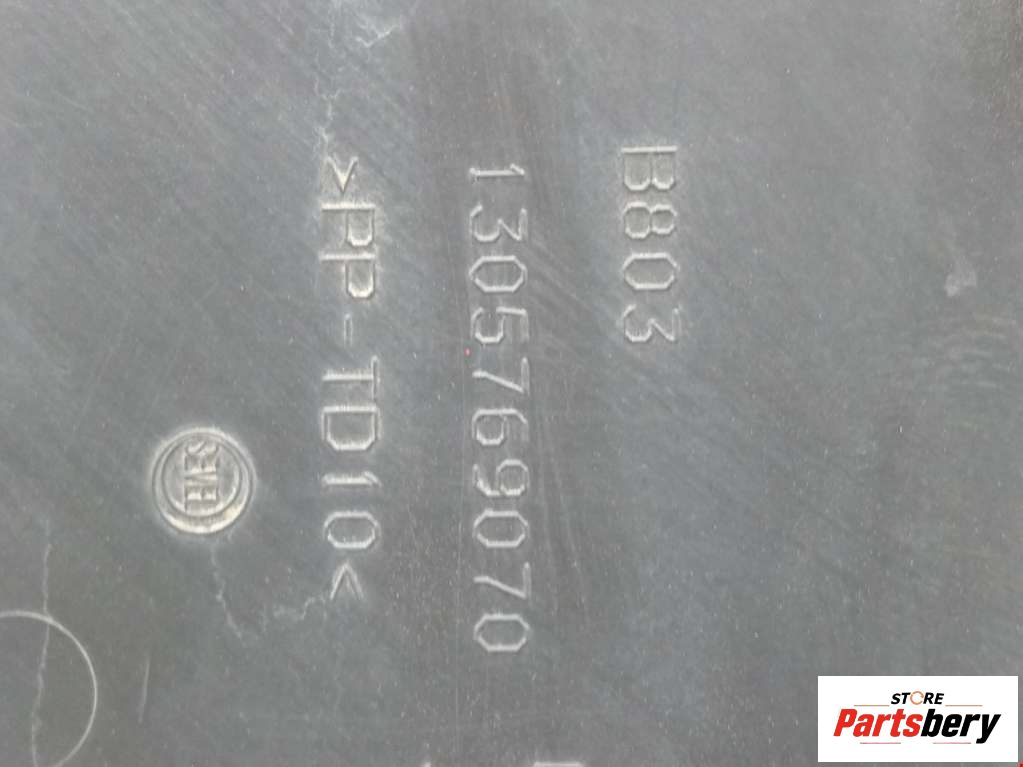 B803
1305769070
>PP-TD10<
STORE
Partsbery